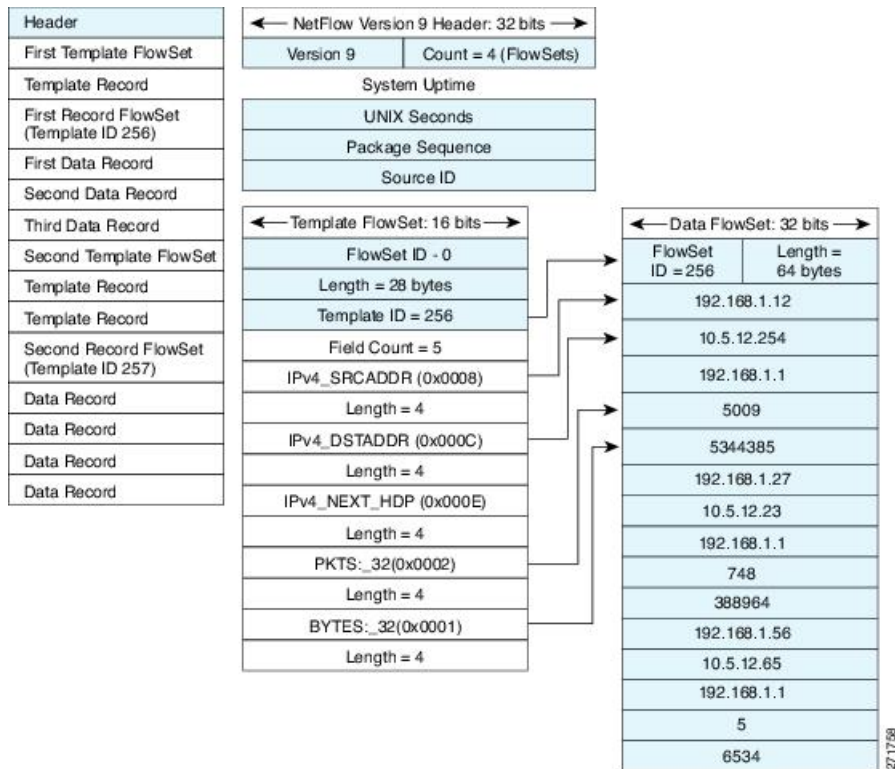 Header
First Template FlowSet
Template Record
First Record FlowSet
(Template ID 256)
First Data Record
Second Data Record
Third Data Record
Second Template FlowSet
Template Record
Template Record
Second Record FlowSet
(Template ID 257)
Data Record
Data Record
Data Record
Data Record
NetFlow Version 9 Header: 32 bits
Version 9
Count = 4 (FlowSets)
System Uptime
UNIX Seconds
Package Sequence
Source ID
Template FlowSet: 16 bits
FlowSet ID - 0
Length = 28 bytes
Template ID = 256
Field Count = 5
IPv4_SRCADDR (0x0008)
Length = 4
IPv4_DSTADDR (0x000C)
Length = 4
IPv4_NEXT_HDP (0x000E)
Length = 4
PKTS:_32(0x0002)
Length = 4
BYTES:_32(0x0001)
Length = 4
Data FlowSet: 32 bits
FlowSet
ID = 256
Length =
64 bytes
192.168.1.12
10.5.12.254
192.168.1.1
5009
5344385
192.168.1.27
10.5.12.23
192.168.1.1
748
388964
192.168.1.56
10.5.12.65
192.168.1.1
5
6534
271758